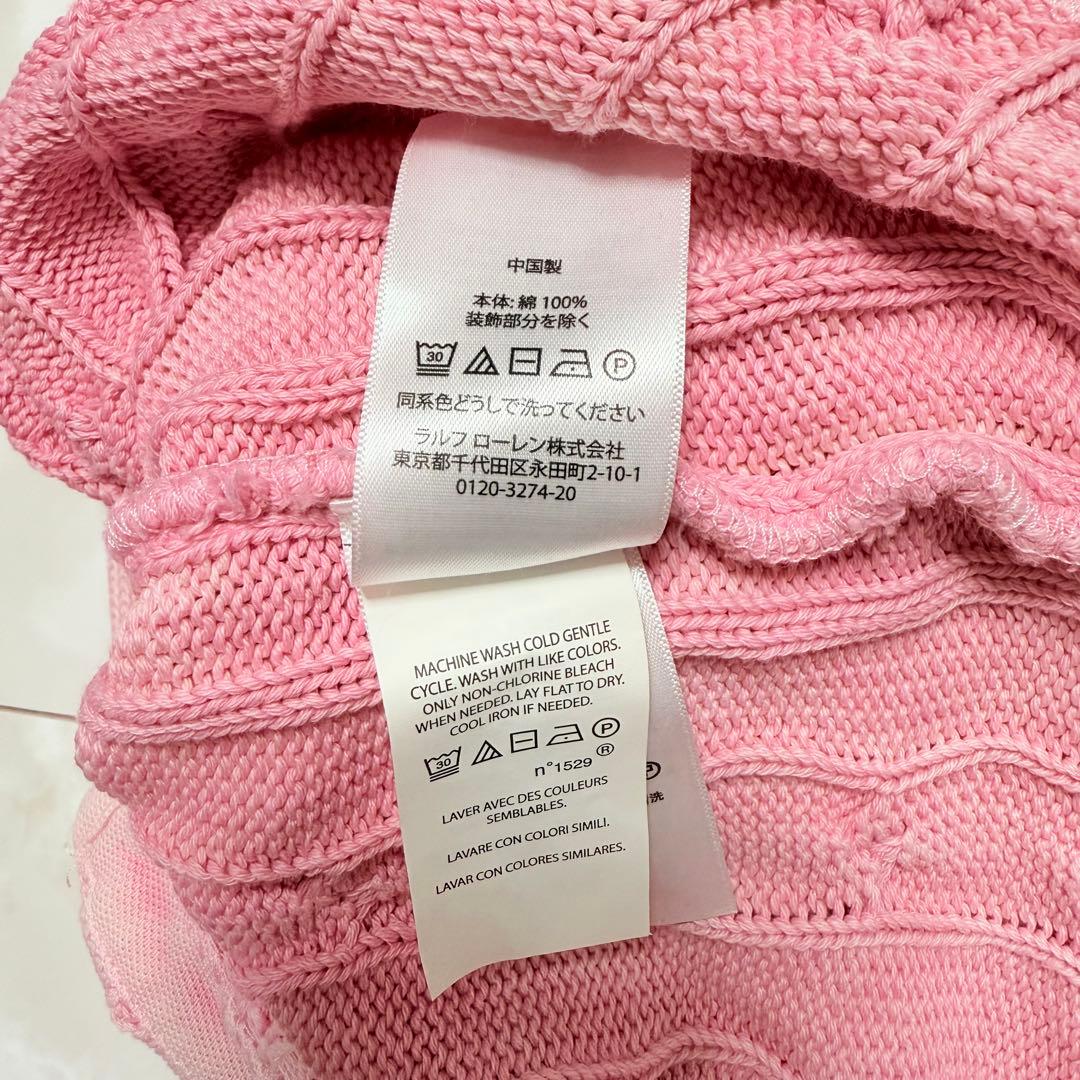 中国製
本体: 綿 100%
装飾部分を除く
30 P
同系色どうしで洗ってください
ラルフ ローレン株式会社
東京都千代田区永田町2-10-1
0120-3274-20
MACHINE WASH COLD GENTLE
CYCLE. WASH WITH LIKE COLORS.
ONLY NON-CHLORINE BLEACH
WHEN NEEDED. LAY FLAT TO DRY.
COOL IRON IF NEEDED.
30 P
®
n°1529
LAVER AVEC DES COULEURS
SEMBLABLES.
LAVARE CON COLORI SIMILI.
LAVAR CON COLORES SIMILARES.
洗